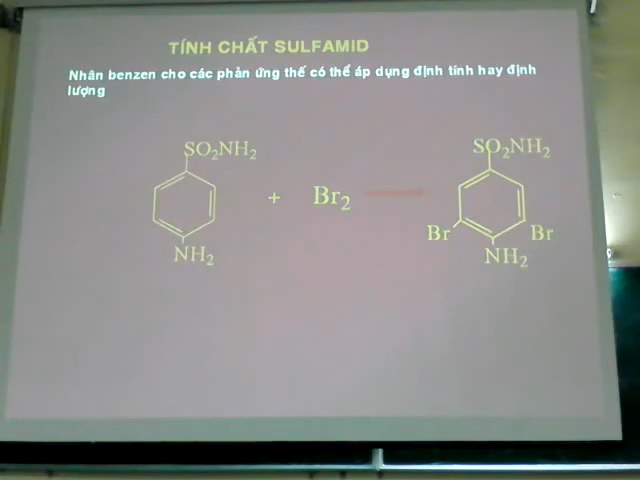 TÍNH CHẤT SULFAMID
Nhân benzen cho các phản ứng thế có thể áp dụng định tính hay định
lượng
SO2NH2
SO2NH2
+ Br2
Br
Br
NH2
NH2